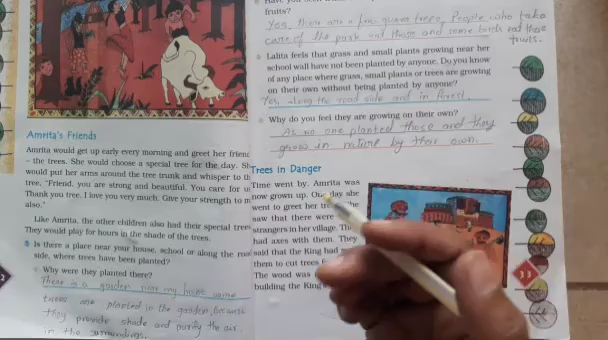 Amrita's Friends
Amrita would get up early every morning and greet her friend
– the trees. She would choose a special tree for the day. Sh
would put her arms around the tree trunk and whisper to th
tree, "Friend, you are strong and beautiful. You care for u
Thank you tree. I love you very much. Give your strength to m
also."
Like Amrita, the other children also had their special trees
They would play for hours in the shade of the trees.
Is there a place near your house, school or along the roa
side, where trees have been planted?
Why were they planted there?
There is a garden near my house some
trees are planted in the garden, because
they provide shade and purify the air
in the surroundings.
2
fruits?
Yes, there are a few guava trees. People who take
care of the park eat those and some birds eat those
fruits.
Lalita feels that grass and small plants growing near her
school wall have not been planted by anyone. Do you know
of any place where grass, small plants or trees are growing
on their own without being planted by anyone?
Yes, along the road side and in forest.
Why do you feel they are growing on their own?
As no one planted those and they
grow in nature by their own.
Trees in Danger
Time went by. Amrita was
now grown up. One day she
went to greet her
saw that there were
strangers in her village. Th
had axes with them. They
said that the King had
them to cut trees
The wood was
building the King
33